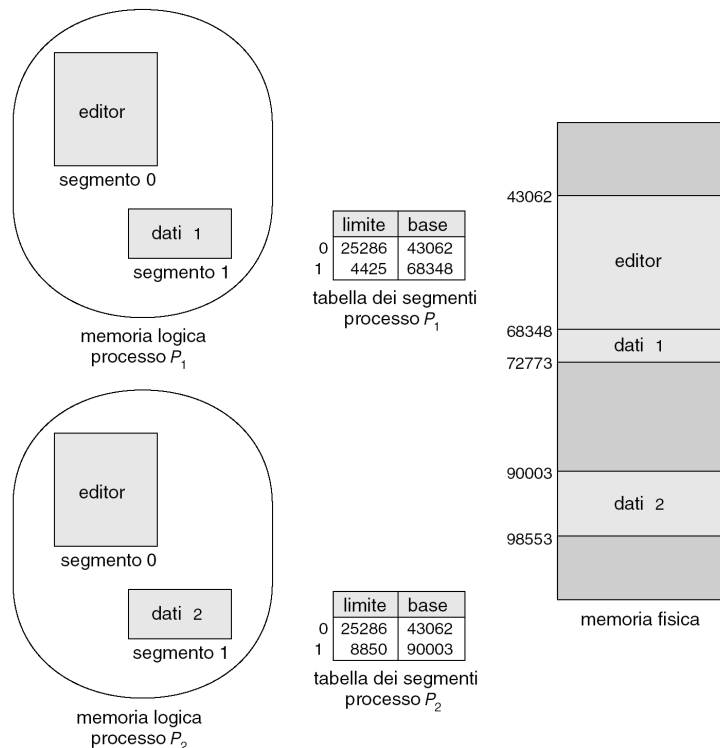 editor
segmento 0
dati 1
segmento 1
memoria logica
processo P1
limite base
0 25286 43062
1 4425 68348
tabella dei segmenti
processo P1
editor
segmento 0
dati 2
segmento 1
memoria logica
processo P2
limite base
0 25286 43062
1 8850 90003
tabella dei segmenti
processo P2
43062
editor
68348
dati 1
72773
90003
dati 2
98553
memoria fisica